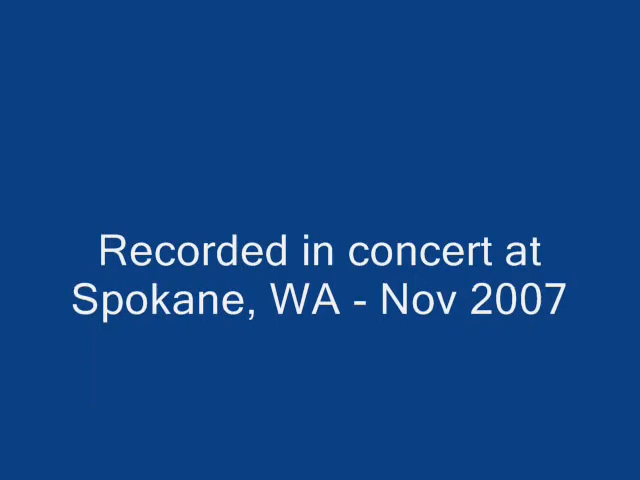 Recorded in concert at
Spokane, WA - Nov 2007